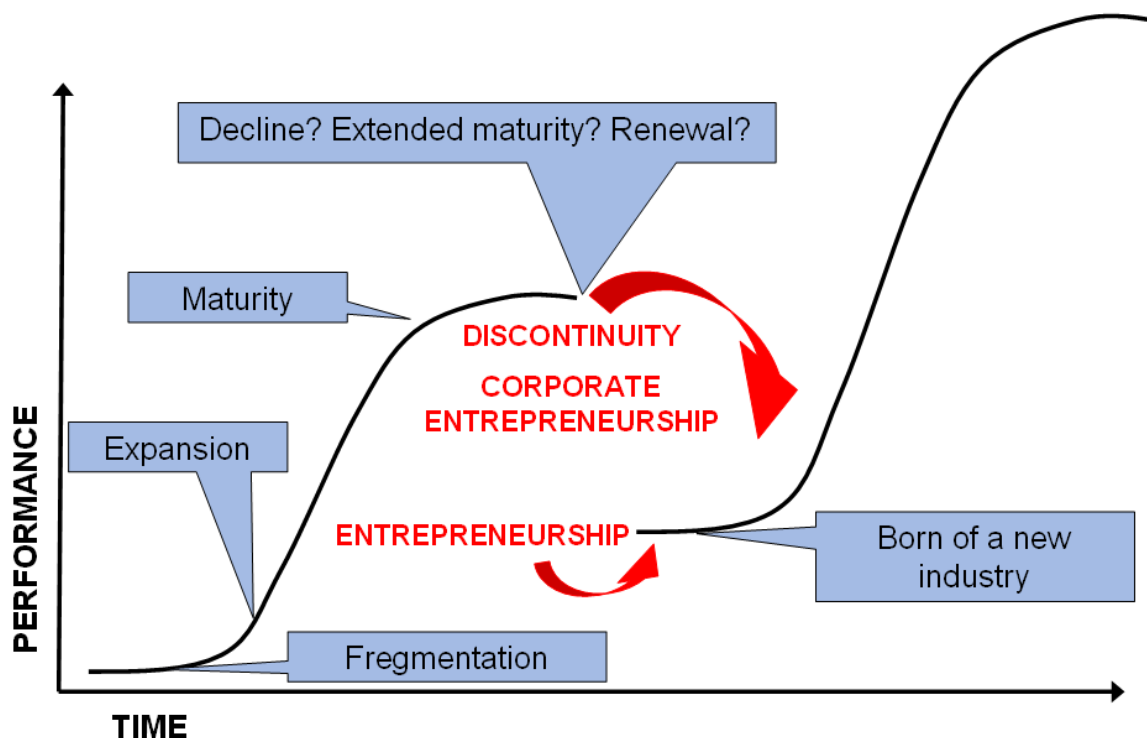 Decline? Extended maturity? Renewal?
Maturity
DISCONTINUITY
CORPORATE
ENTREPRENEURSHIP
Expansion
ENTREPRENEURSHIP
Born of a new
industry
Fregmentation
PERFORMANCE
TIME